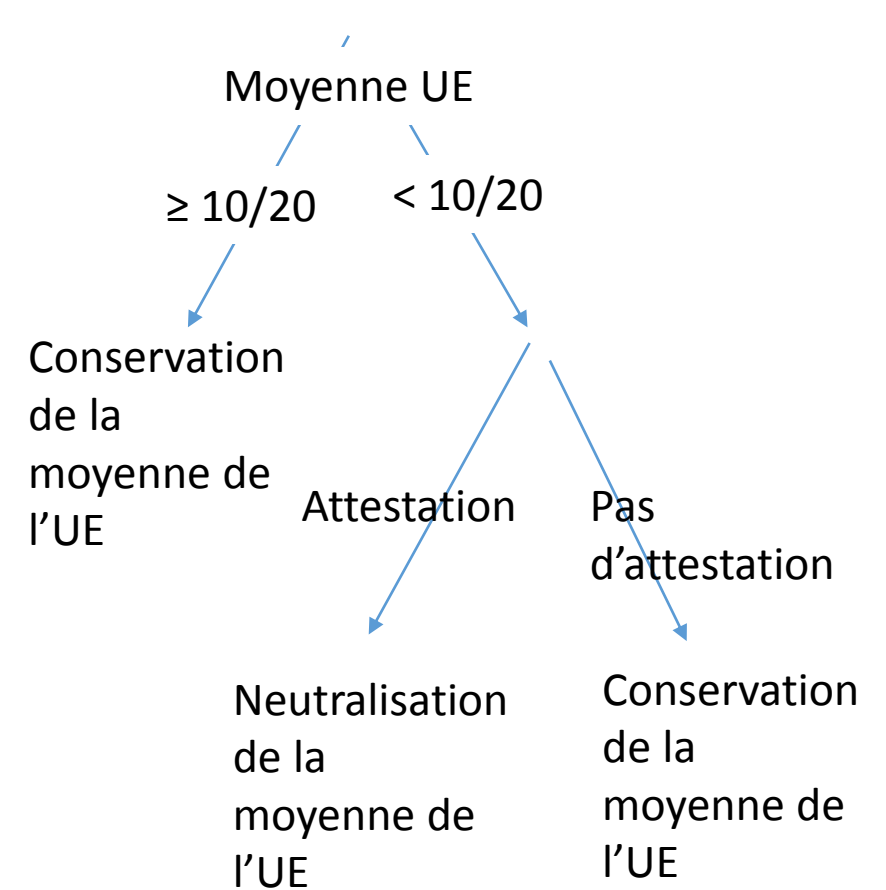 Moyenne UE
≥ 10/20
< 10/20
Conservation
de la
moyenne de
l’UE
Attestation
Pas
d’attestation
Neutralisation
de la
moyenne de
l’UE
Conservation
de la
moyenne de
l’UE